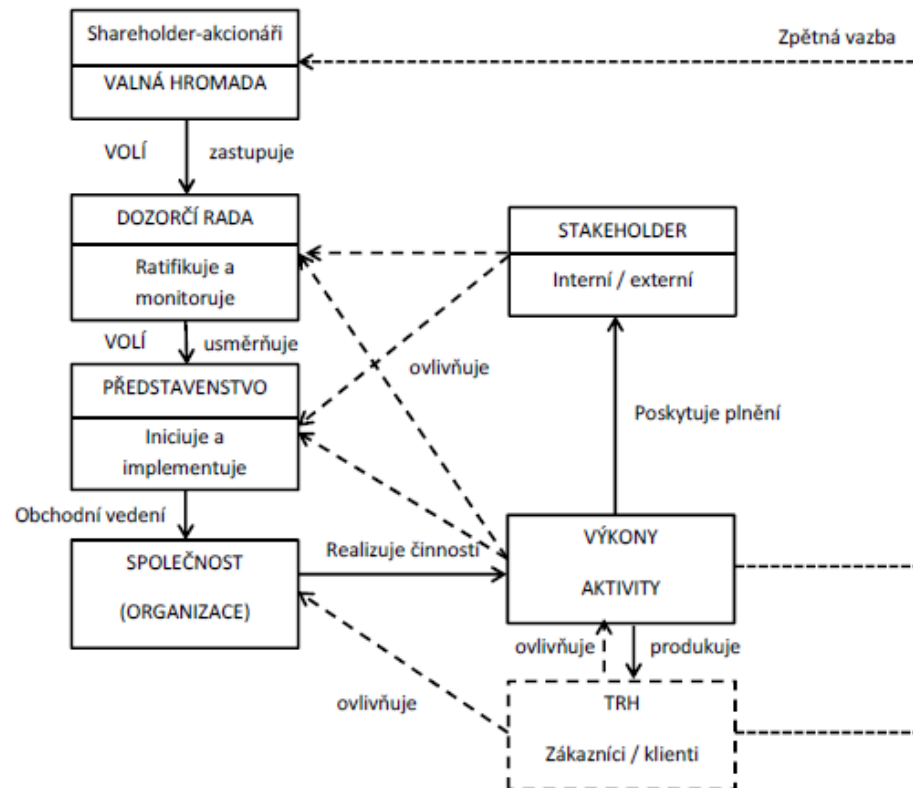 Shareholder-akcionáři
Zpětná vazba
VALNÁ HROMADA
VOLÍ
zastupuje
DOZORČÍ RADA
STAKEHOLDER
Ratifikuje a
monitoruje
Interní / externí
VOLÍ
usměrňuje
ovlivňuje
PŘEDSTAVENSTVO
Iniciuje a
implementuje
Poskytuje plnění
Obchodní vedení
SPOLEČNOST
(ORGANIZACE)
Realizuje činnosti
VÝKONY
AKTIVITY
ovlivňuje
produkuje
ovlivňuje
TRH
Zákazníci / klienti